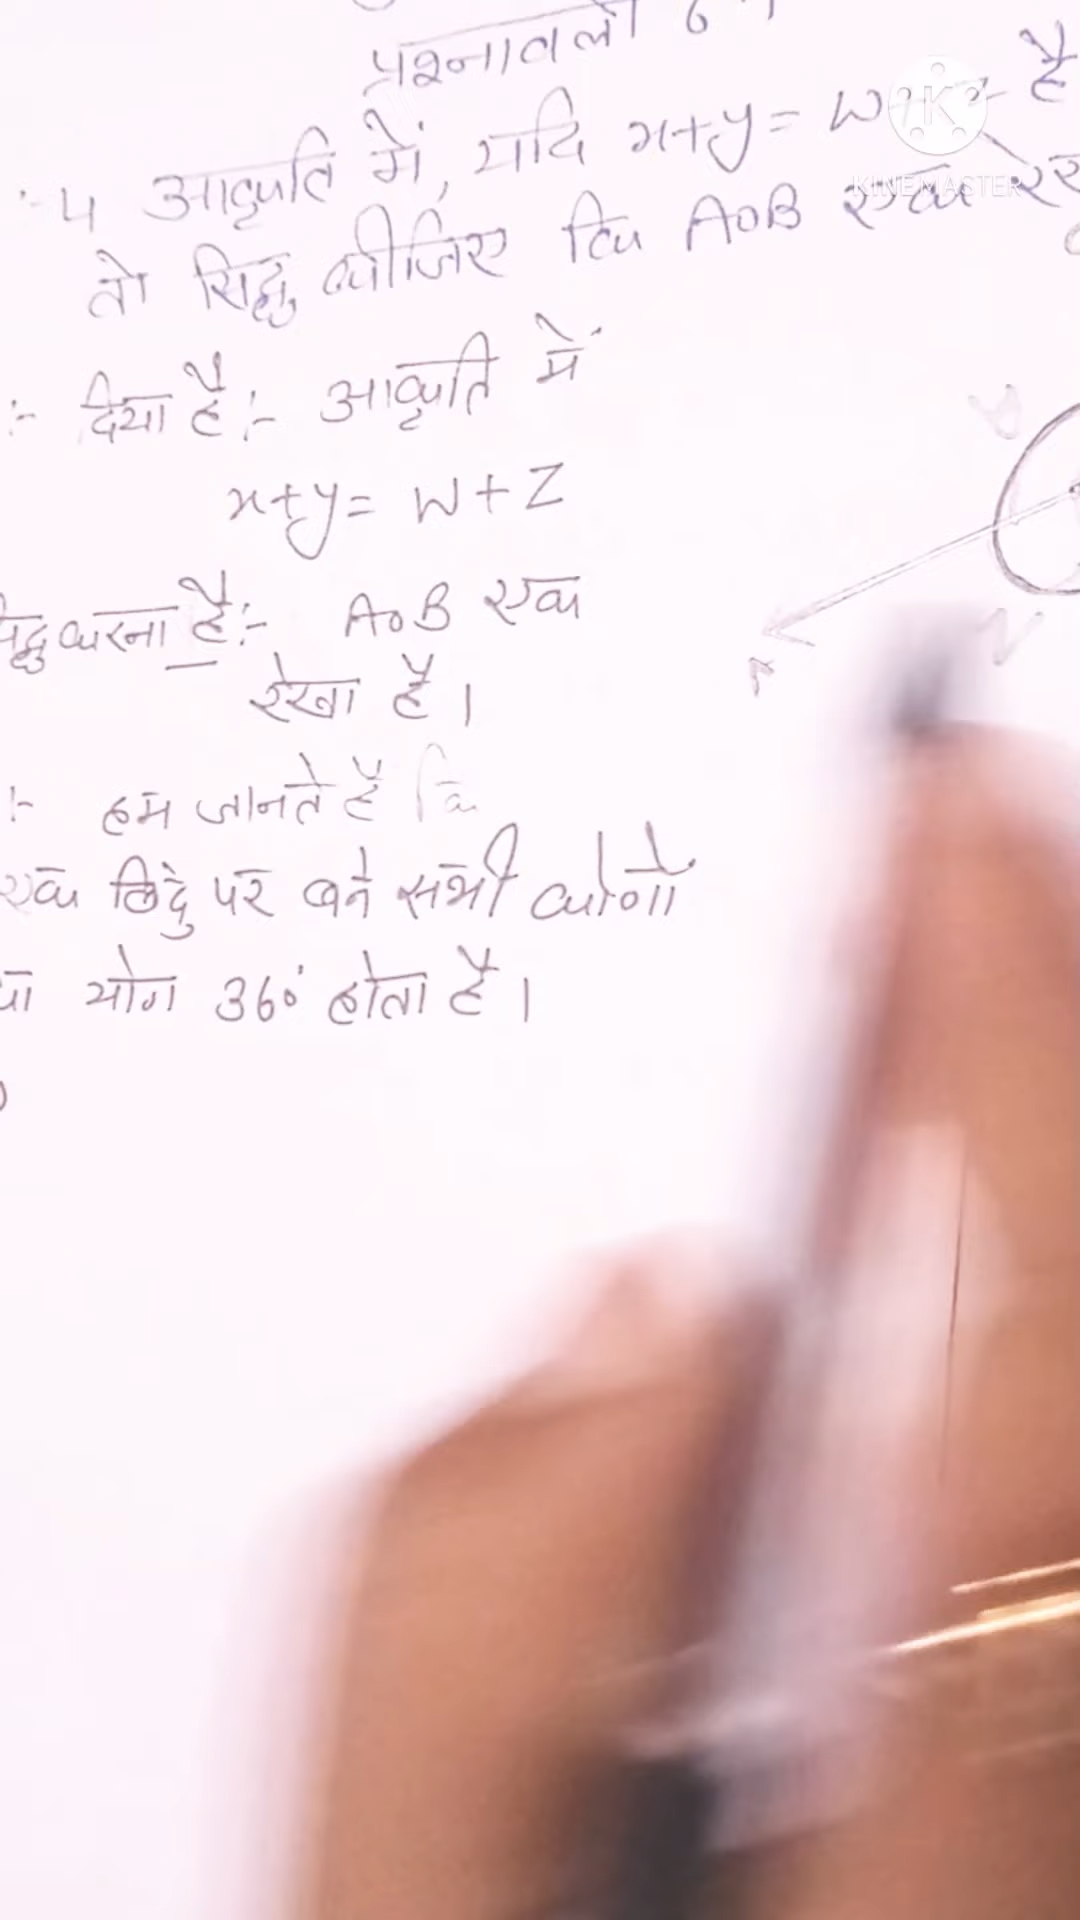 प्रश्नावली 6
:-4 आकृति में, यदि x+y= w+z है
तो सिद्ध कीजिए कि AOB एक
:- दिया है:- आकृति में
x+y= W+Z
सिद्ध करना है:- AOB एक
रेखा है।
:- हम जानते हैं कि
एक बिंदु पर बने सभी कोणों
का योग 360° होता है।
KINEMASTER